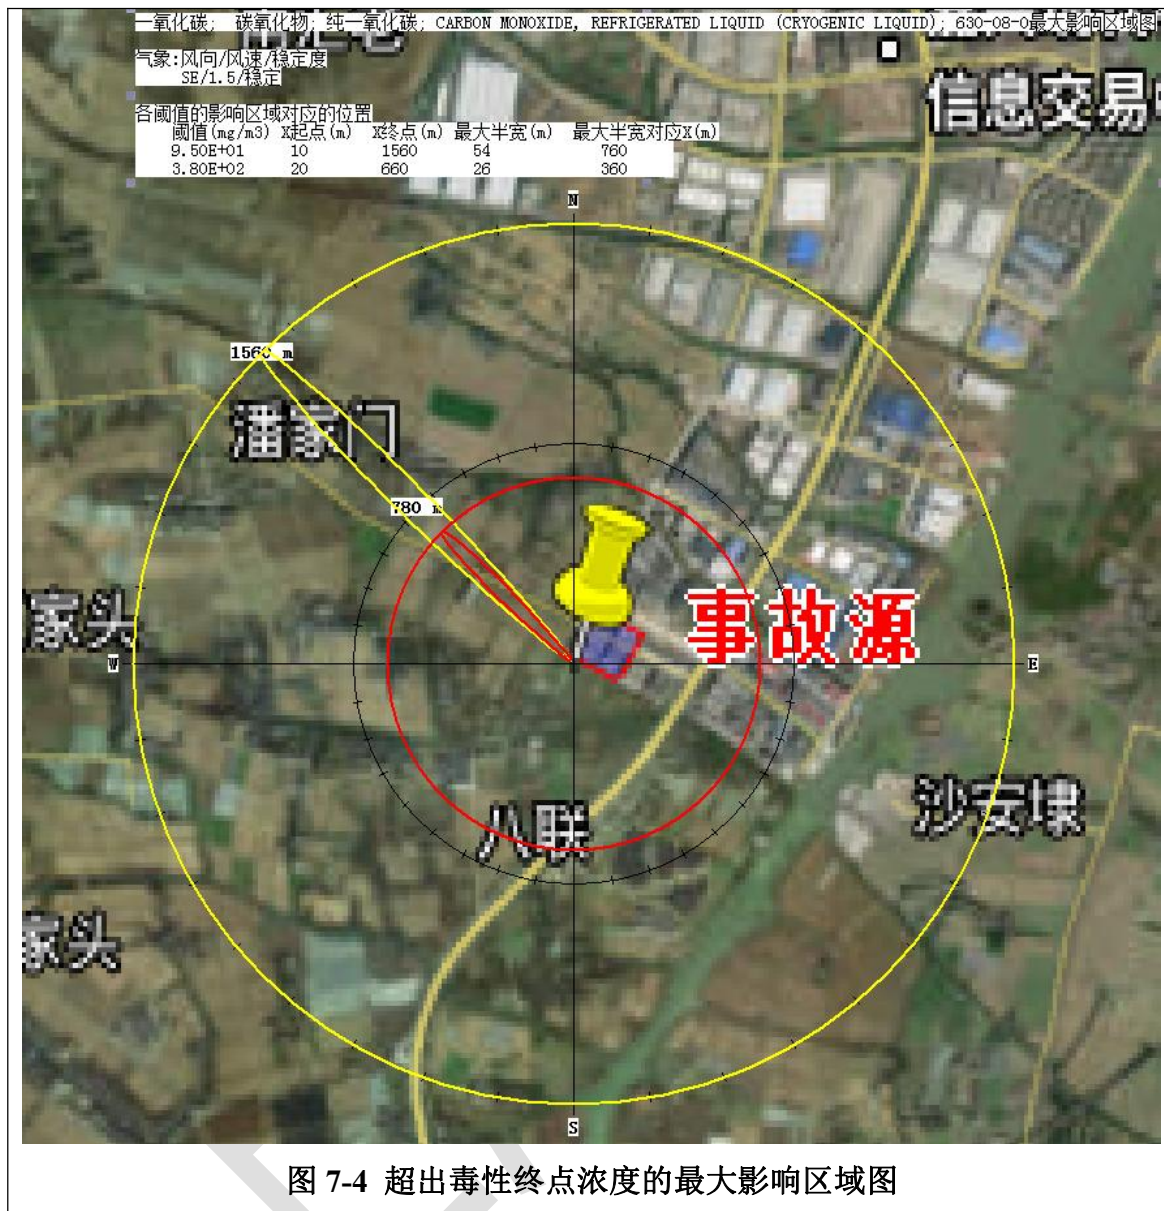 一氧化碳; 碳氧化物; 纯一氧化碳; CARBON MONOXIDE, REFRIGERATED LIQUID (CRYOGENIC LIQUID); 630-08-0最大影响区域图
气象:风向/风速/稳定度
SE/1.5/稳定
各阈值的影响区域对应的位置
阈值(mg/m3) X起点(m) X终点(m) 最大半宽(m) 最大半宽对应X(m)
9.50E+01 10 1560 54 760
3.80E+02 20 660 26 360
信息交易
N
1560 m
潘家门
780 m
家头
事故源
W
E
八联
沙安埭
家头
S
图 7-4 超出毒性终点浓度的最大影响区域图